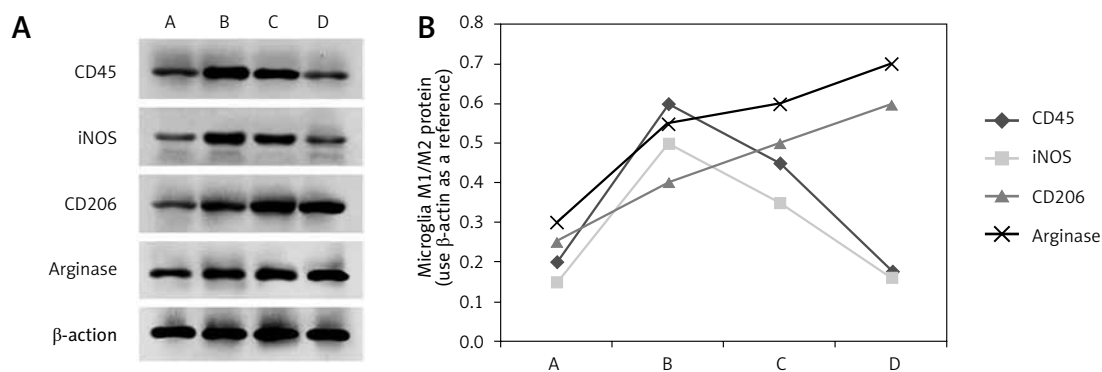 A
A B C D
CD45
iNOS
CD206
Arginase
β-action
B
Microglia M1/M2 protein
(use β-actin as a reference)
0.8
0.7
0.6
0.5
0.4
0.3
0.2
0.1
0.0
A B C D
CD45
iNOS
CD206
Arginase